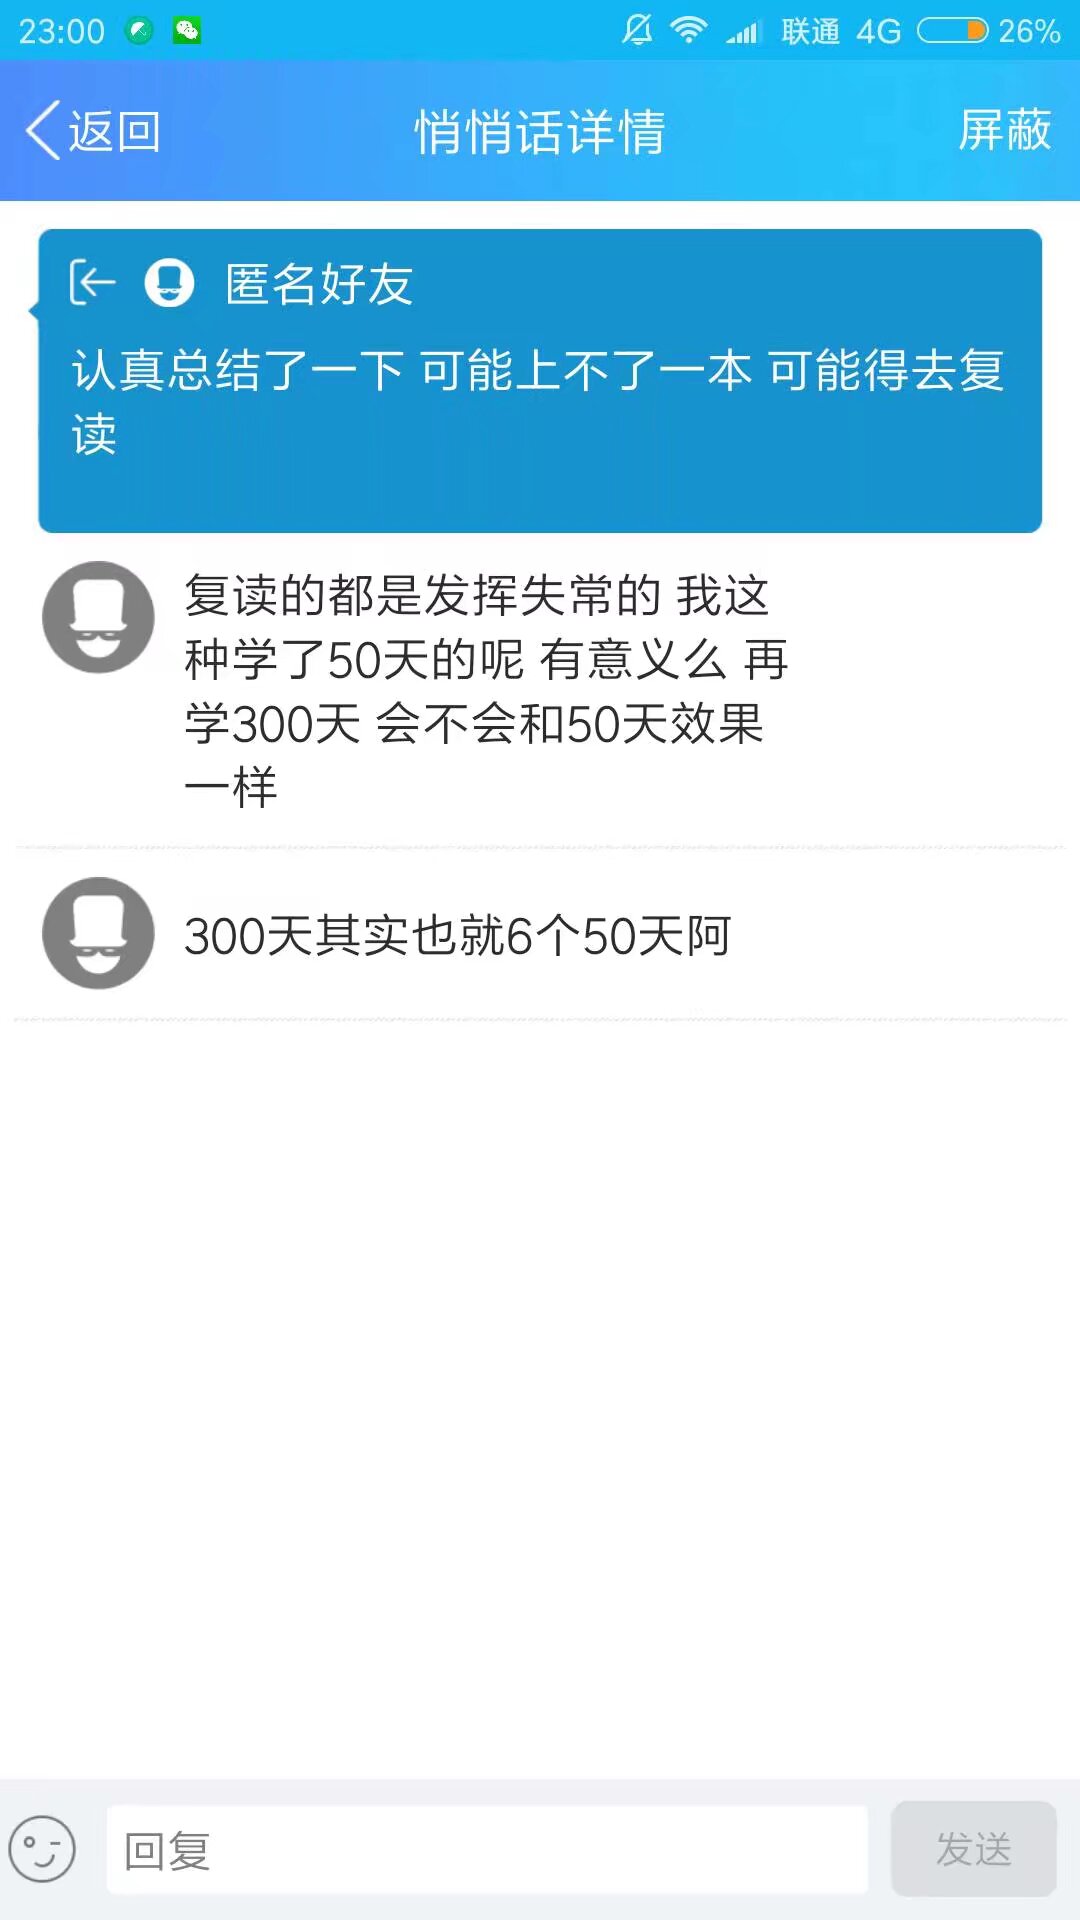 23:00 联通 4G 26%
返回 悄悄话详情 屏蔽
匿名好友
认真总结了一下 可能上不了一本 可能得去复
读
复读的都是发挥失常的 我这
种学了50天的呢 有意义么 再
学300天 会不会和50天效果
一样
300天其实也就6个50天阿
回复 发送